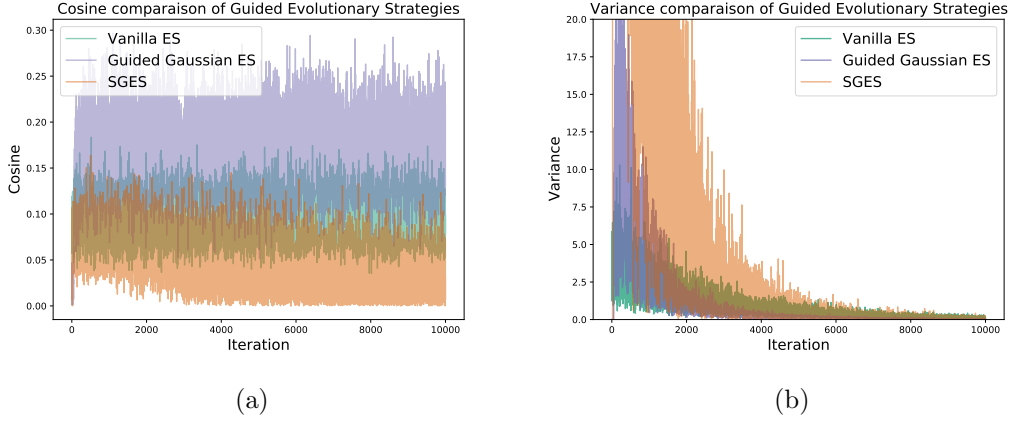 Cosine comparaison of Guided Evolutionary Strategies
0.30
0.25
0.20
0.15
0.10
0.05
0.00
Cosine
Vanilla ES
Guided Gaussian ES
SGES
0 2000 4000 6000 8000 10000
Iteration
(a)
Variance comparaison of Guided Evolutionary Strategies
20.0
17.5
15.0
12.5
10.0
7.5
5.0
2.5
0.0
Variance
Vanilla ES
Guided Gaussian ES
SGES
0 2000 4000 6000 8000 10000
Iteration
(b)